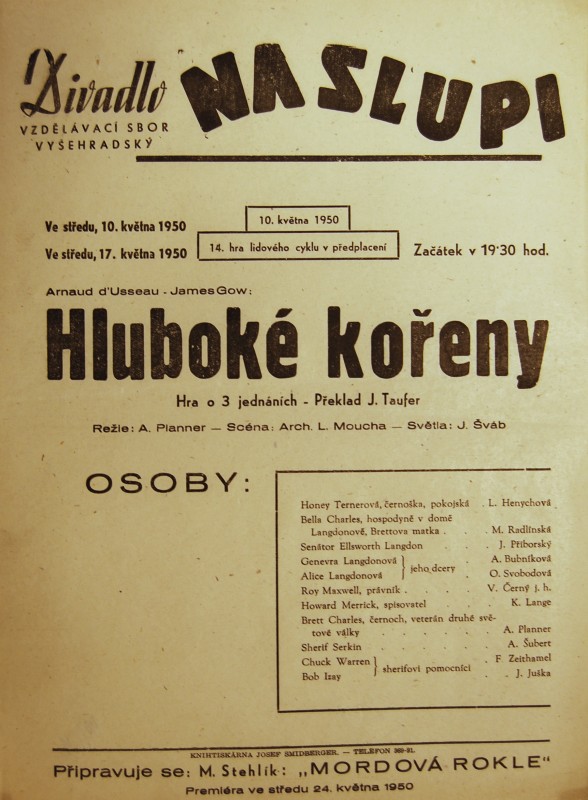 Divadlo NA SLUPI
VZDĚLÁVACÍ SBOR
VYŠEHRADSKÝ
Ve středu, 10. května 1950
Ve středu, 17. května 1950
10. května 1950
14. hra lidového cyklu v předplacení
Začátek v 19·30 hod.
Arnaud d'Usseau - James Gow:
Hluboké kořeny
Hra o 3 jednáních - Překlad J. Taufer
Režie: A. Planner — Scéna: Arch. L. Moucha — Světla: J. Šváb
OSOBY:
Honey Ternerová, černoška, pokojská . L. Henychová
Bella Charles, hospodyně v domě
Langdonově, Brettova matka . . . M. Radlínská
Senátor Ellsworth Langdon . . . J. Příborský
Genevra Langdonová } jeho dcery . . A. Bubníková
Alice Langdonová } . . O. Svobodová
Roy Maxwell, právník . . . . V. Černý j. h.
Howard Merrick, spisovatel . . . K. Lange
Brett Charles, černoch, veterán druhé svě-
tové války . . . . . . A. Planner
Sherif Serkin . . . . . A. Šubert
Chuck Warren } sherifovi pomocníci . F Zeithamel
Bob Izay } . . J. Juška
KNIHTISKÁRNA JOSEF SMIDBERGER. — TELEFON 369-31.
Připravuje se: M. Stehlík: „MORDOVÁ ROKLE"
Premiéra ve středu 24. května 1950